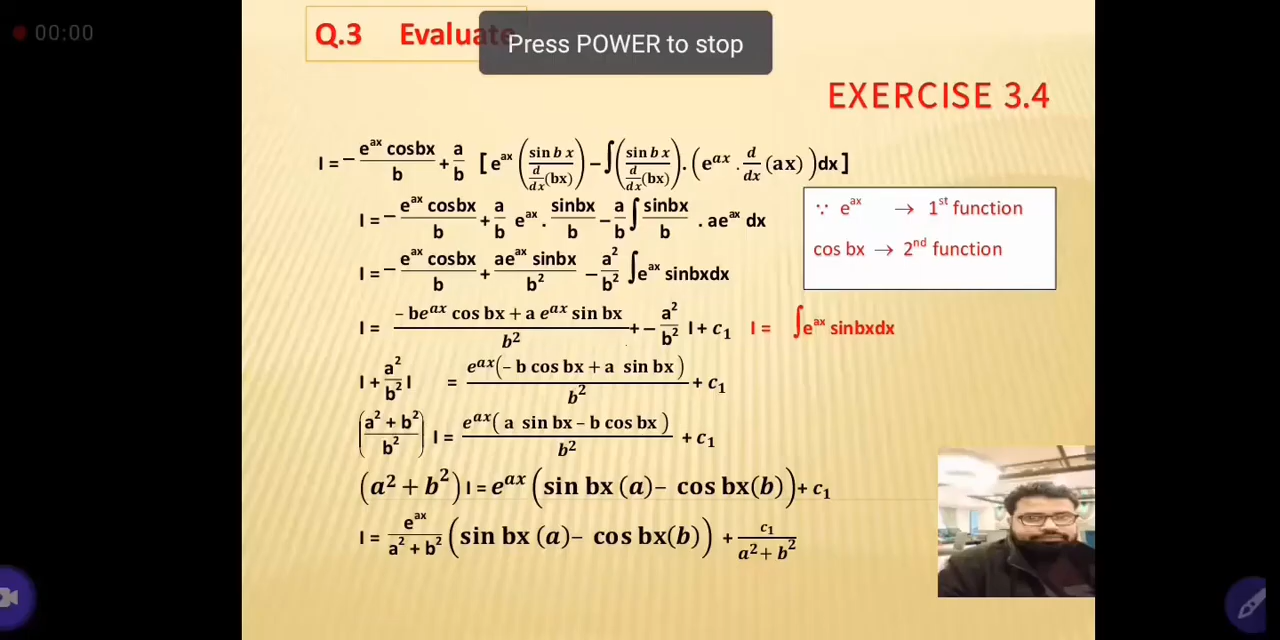 00:00
Q.3 Evaluate
Press POWER to stop
EXERCISE 3.4
I = − e^ax cosbx / b + a/b [ e^ax ( sin b x / d/dx (bx) ) − ∫ ( sin b x / d/dx (bx) ) . ( e^ax . d/dx (ax) ) dx ]
I = − e^ax cosbx / b + a/b e^ax . sinbx / b − a/b ∫ sinbx / b . ae^ax dx
∵ e^ax → 1st function
cos bx → 2nd function
I = − e^ax cosbx / b + ae^ax sinbx / b² − a²/b² ∫ e^ax sinbxdx
I = − be^ax cos bx + a e^ax sin bx / b² + − a²/b² I + c₁ I = ∫ e^ax sinbxdx
I + a²/b² I = e^ax (− b cos bx + a sin bx) / b² + c₁
( a² + b² / b² ) I = e^ax ( a sin bx − b cos bx ) / b² + c₁
(a² + b²) I = e^ax ( sin bx (a) − cos bx(b) ) + c₁
I = e^ax / a² + b² ( sin bx (a) − cos bx(b) ) + c₁ / a² + b²